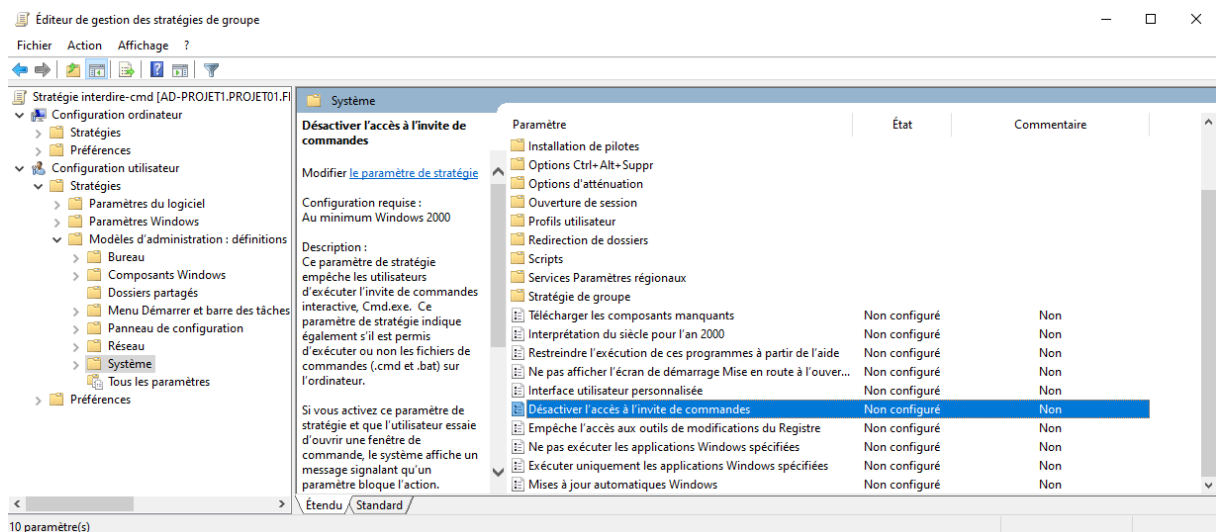 Éditeur de gestion des stratégies de groupe
Fichier Action Affichage ?
Stratégie interdire-cmd [AD-PROJET1.PROJET01.FI
Configuration ordinateur
Stratégies
Préférences
Configuration utilisateur
Stratégies
Paramètres du logiciel
Paramètres Windows
Modèles d'administration : définitions
Bureau
Composants Windows
Dossiers partagés
Menu Démarrer et barre des tâches
Panneau de configuration
Réseau
Système
Tous les paramètres
Préférences
Système
Désactiver l'accès à l'invite de
commandes
Modifier le paramètre de stratégie
Configuration requise :
Au minimum Windows 2000
Description :
Ce paramètre de stratégie
empêche les utilisateurs
d'exécuter l'invite de commandes
interactive, Cmd.exe. Ce
paramètre de stratégie indique
également s'il est permis
d'exécuter ou non les fichiers de
commandes (.cmd et .bat) sur
l'ordinateur.
Si vous activez ce paramètre de
stratégie et que l'utilisateur essaie
d'ouvrir une fenêtre de
commande, le système affiche un
message signalant qu'un
paramètre bloque l'action.
Paramètre État Commentaire
Installation de pilotes
Options Ctrl+Alt+Suppr
Options d'atténuation
Ouverture de session
Profils utilisateur
Redirection de dossiers
Scripts
Services Paramètres régionaux
Stratégie de groupe
Télécharger les composants manquants Non configuré Non
Interprétation du siècle pour l'an 2000 Non configuré Non
Restreindre l'exécution de ces programmes à partir de l'aide Non configuré Non
Ne pas afficher l'écran de démarrage Mise en route à l'ouver... Non configuré Non
Interface utilisateur personnalisée Non configuré Non
Désactiver l'accès à l'invite de commandes Non configuré Non
Empêche l'accès aux outils de modifications du Registre Non configuré Non
Ne pas exécuter les applications Windows spécifiées Non configuré Non
Exécuter uniquement les applications Windows spécifiées Non configuré Non
Mises à jour automatiques Windows Non configuré Non
Étendu Standard
10 paramètre(s)